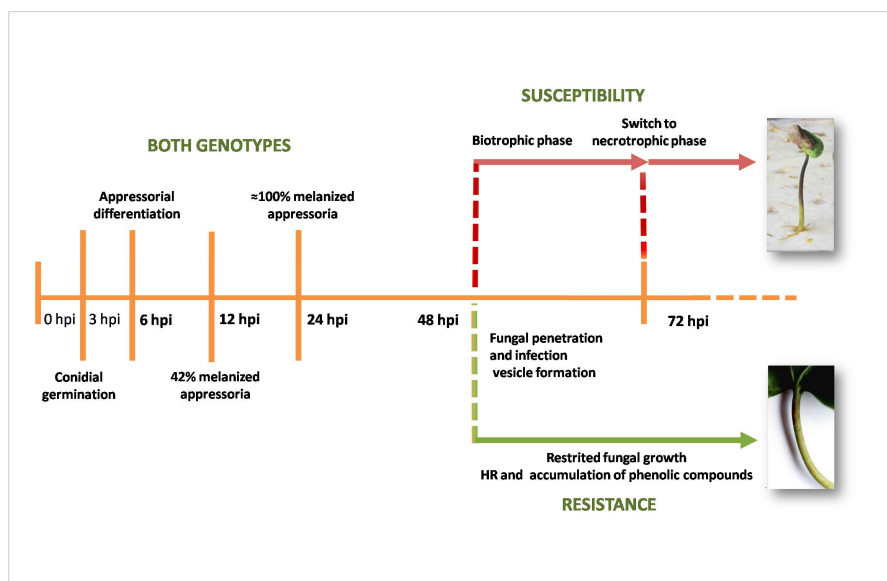 SUSCEPTIBILITY
Biotrophic phase
Switch to
necrotrophic phase
BOTH GENOTYPES
Appressorial
differentiation
≈100% melanized
appressoria
0 hpi
3 hpi
6 hpi
12 hpi
24 hpi
48 hpi
72 hpi
Conidial
germination
42% melanized
appressoria
Fungal penetration
and infection
vesicle formation
Restrited fungal growth
HR and accumulation of phenolic compounds
RESISTANCE